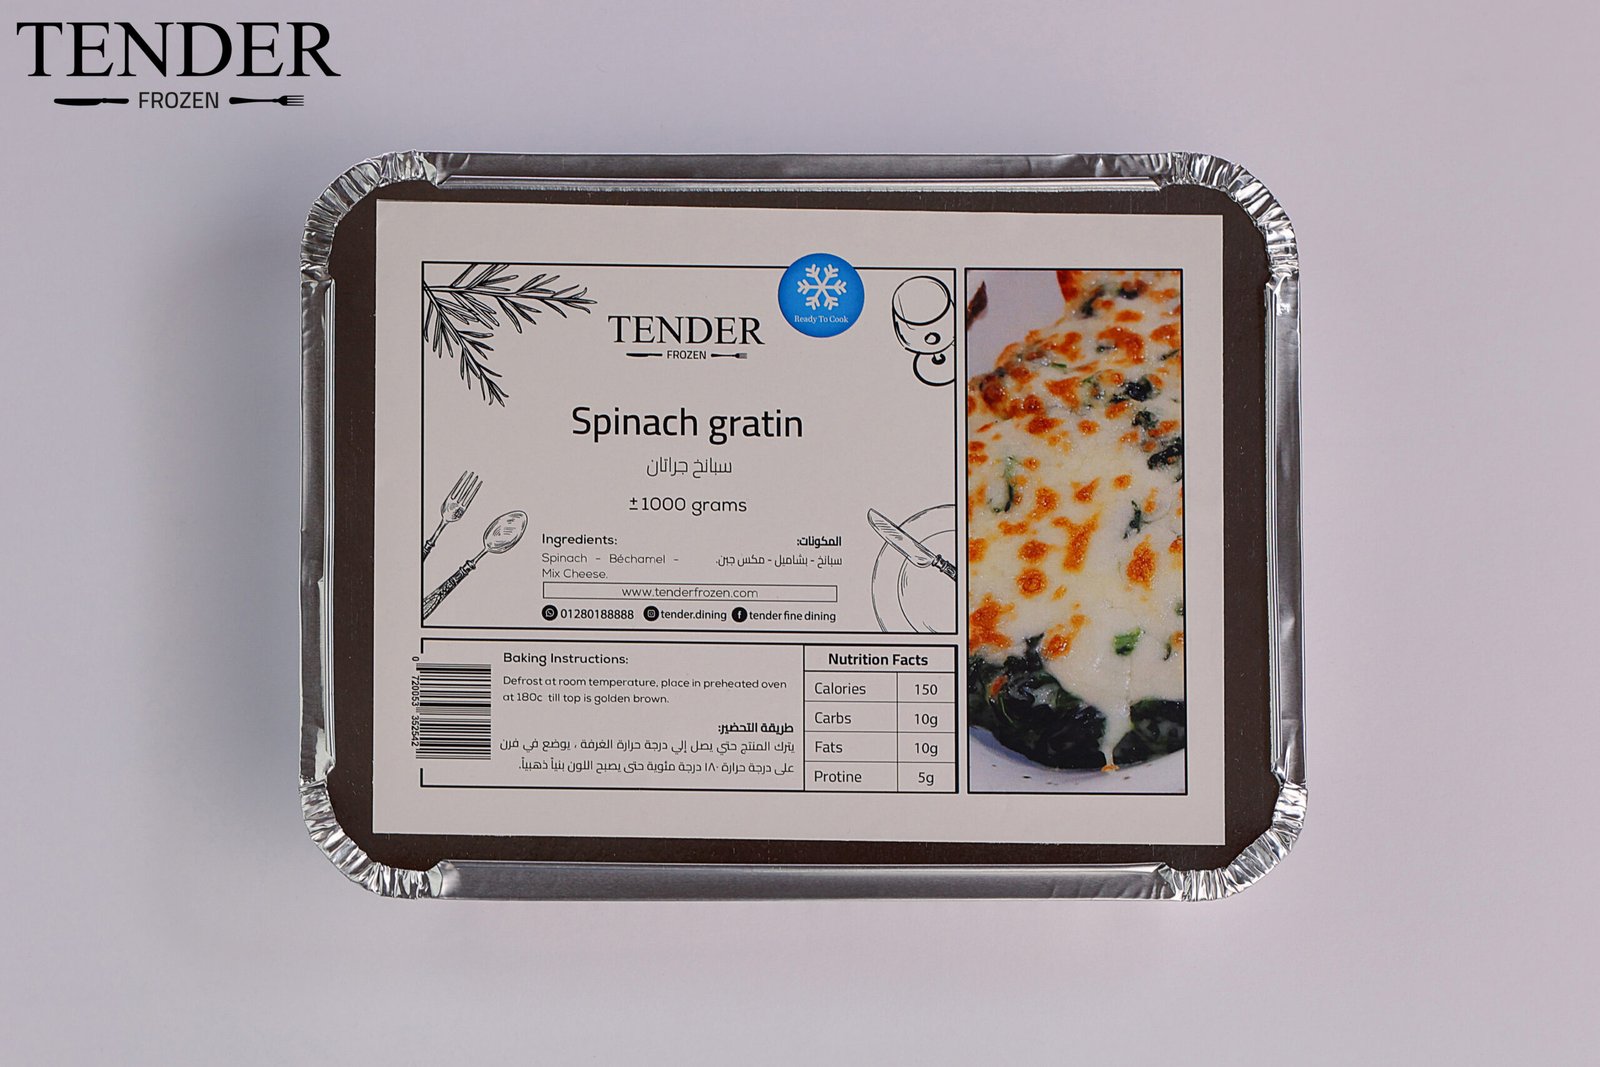 TENDER
FROZEN
Ready To Cook
TENDER
FROZEN
Spinach gratin
سبانخ جراتان
±1000 grams
Ingredients:
Spinach - Béchamel -
Mix Cheese.
المكونات:
سبانخ - بشاميل - مكس جبن.
www.tenderfrozen.com
01280188888 tender.dining tender fine dining
0 720053 352542
Baking Instructions:
Defrost at room temperature, place in preheated oven
at 180c till top is golden brown.
طريقة التحضير:
يترك المنتج حتي يصل إلي درجة حرارة الغرفة ، يوضع في فرن
على درجة حرارة ١٨٠ درجة مئوية حتى يصبح اللون بنياً ذهبياً.
Nutrition Facts
Calories 150
Carbs 10g
Fats 10g
Protine 5g